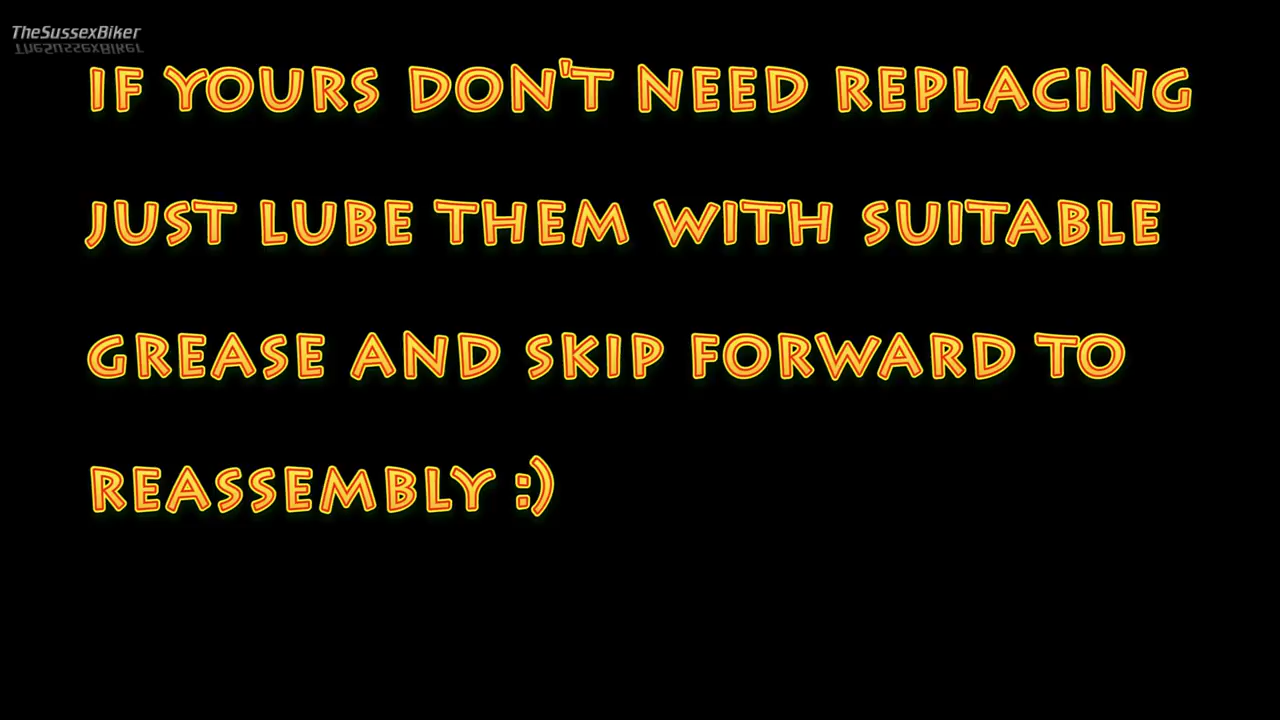 TheSussexBiker
IF YOURS DON'T NEED REPLACING
JUST LUBE THEM WITH SUITABLE
GREASE AND SKIP FORWARD TO
REASSEMBLY :)